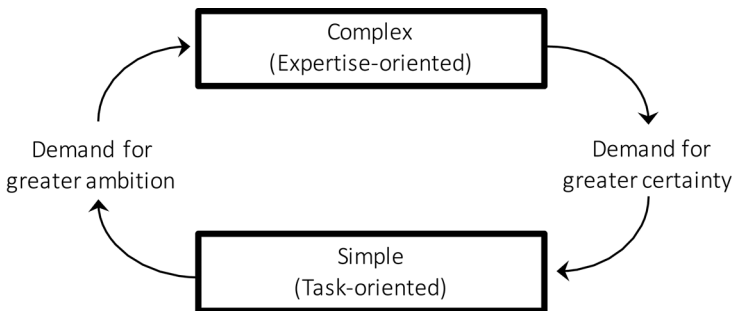 Complex
(Expertise-oriented)
Demand for
greater ambition
Demand for
greater certainty
Simple
(Task-oriented)